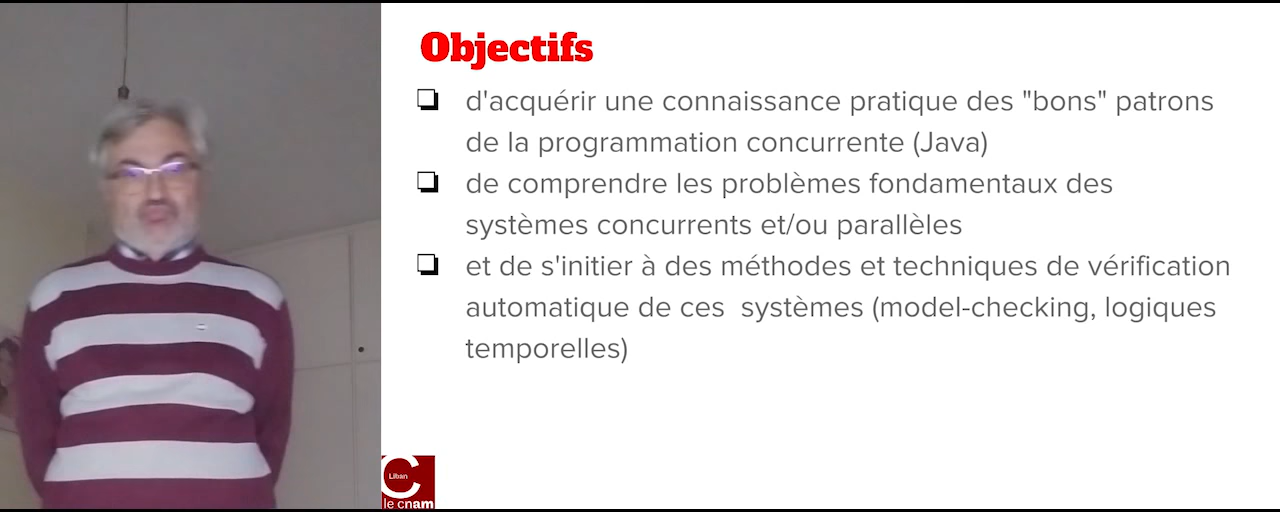 Objectifs
d'acquérir une connaissance pratique des "bons" patrons
de la programmation concurrente (Java)
de comprendre les problèmes fondamentaux des
systèmes concurrents et/ou parallèles
et de s'initier à des méthodes et techniques de vérification
automatique de ces  systèmes (model-checking, logiques
temporelles)
C
Liban
le cnam